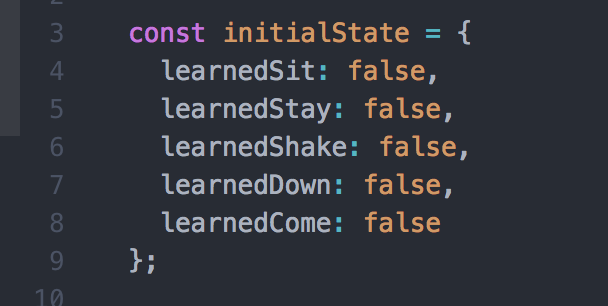 3 const initialState = {
4 learnedSit: false,
5 learnedStay: false,
6 learnedShake: false,
7 learnedDown: false,
8 learnedCome: false
9 };
10